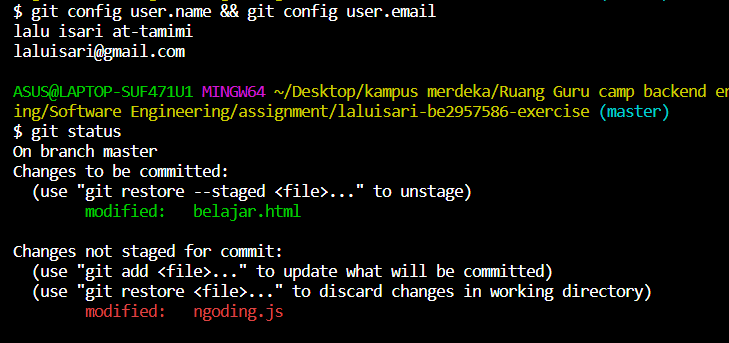 $ git config user.name && git config user.email
lalu isari at-tamimi
laluisari@gmail.com
ASUS@LAPTOP-SUF471U1 MINGW64 ~/Desktop/kampus merdeka/Ruang Guru camp backend en
ing/Software Engineering/assignment/laluisari-be2957586-exercise (master)
$ git status
On branch master
Changes to be committed:
  (use "git restore --staged <file>..." to unstage)
        modified:   belajar.html
Changes not staged for commit:
  (use "git add <file>..." to update what will be committed)
  (use "git restore <file>..." to discard changes in working directory)
        modified:   ngoding.js